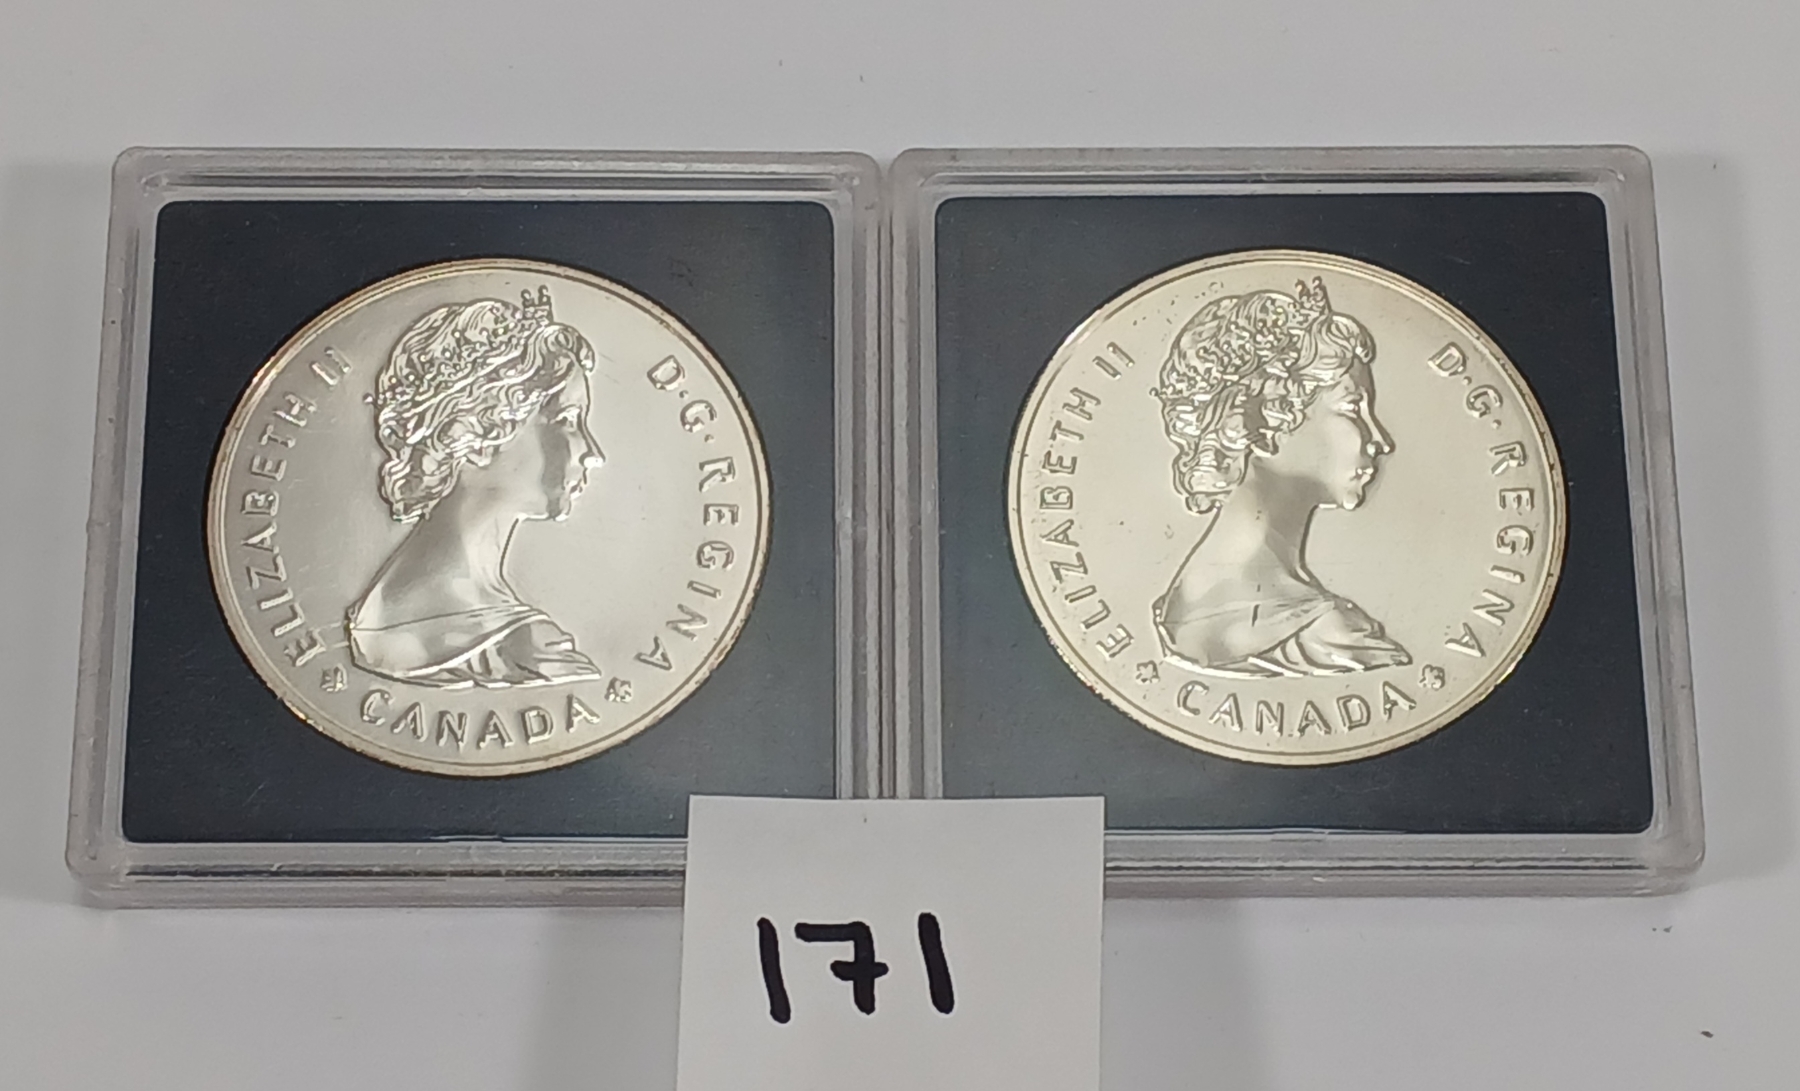 ELIZABETH II D·G·REGINA
CANADA
ELIZABETH II D·G·REGINA
CANADA
171